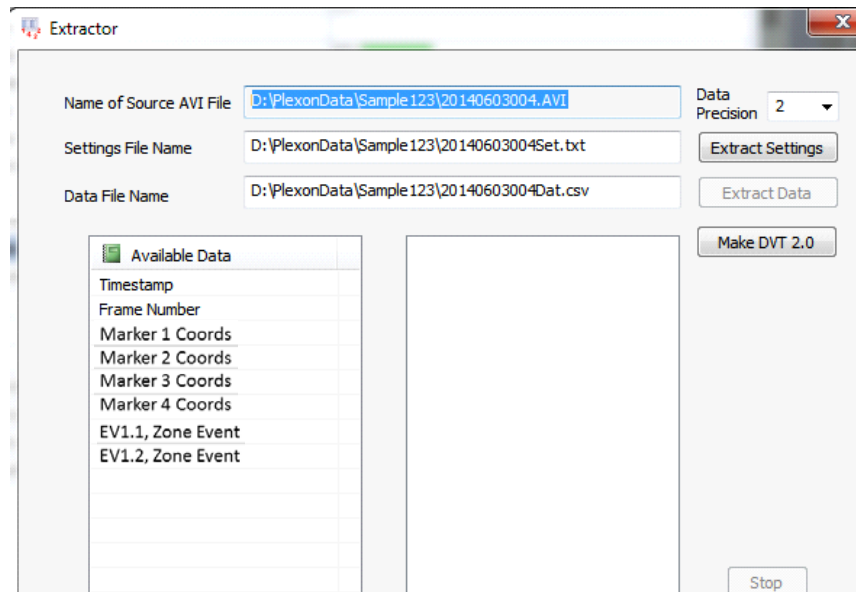 Extractor
Name of Source AVI File D:\PlexonData\Sample123\20140603004.AVI
Data Precision 2
Settings File Name D:\PlexonData\Sample123\20140603004Set.txt Extract Settings
Data File Name D:\PlexonData\Sample123\20140603004Dat.csv Extract Data
Make DVT 2.0
Available Data
Timestamp
Frame Number
Marker 1 Coords
Marker 2 Coords
Marker 3 Coords
Marker 4 Coords
EV1.1, Zone Event
EV1.2, Zone Event
Stop